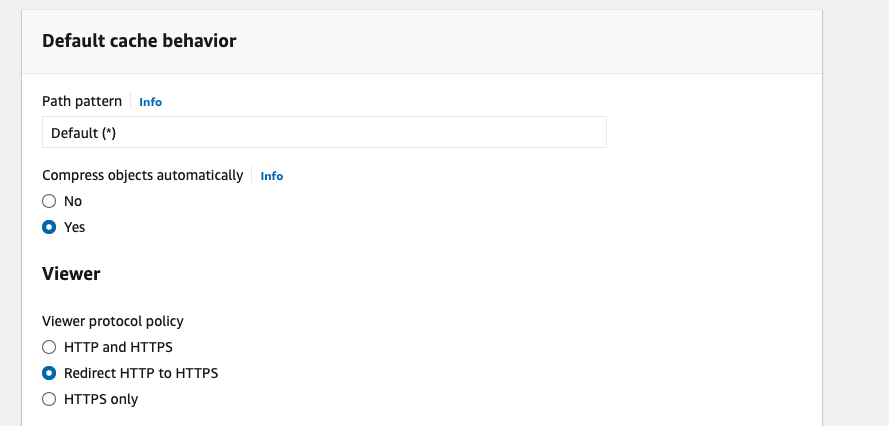 Default cache behavior
Path pattern Info
Default (*)
Compress objects automatically Info
No
Yes
Viewer
Viewer protocol policy
HTTP and HTTPS
Redirect HTTP to HTTPS
HTTPS only